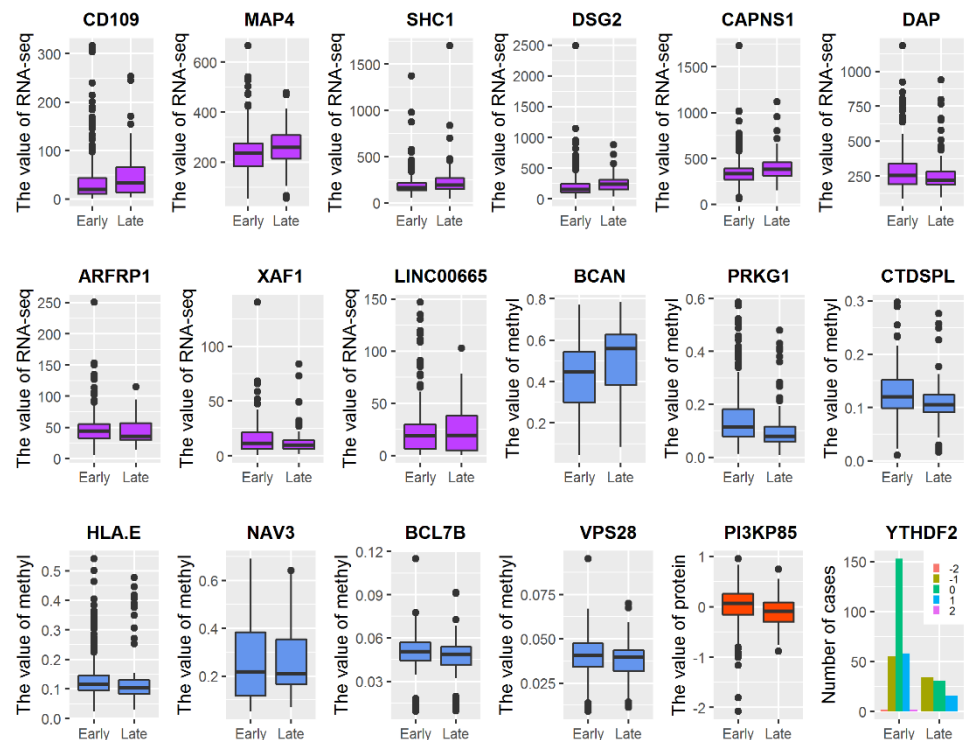 CD109 MAP4 SHC1 DSG2 CAPNS1 DAP
The value of RNA-seq
300
200
100
0
Early Late
The value of RNA-seq
600
400
200
Early Late
The value of RNA-seq
1500
1000
500
0
Early Late
The value of RNA-seq
2500
2000
1500
1000
500
0
Early Late
The value of RNA-seq
1500
1000
500
0
Early Late
The value of RNA-seq
1000
750
500
250
Early Late
ARFRP1 XAF1 LINC00665 BCAN PRKG1 CTDSPL
The value of RNA-seq
250
200
150
100
50
0
Early Late
The value of RNA-seq
100
50
0
Early Late
The value of RNA-seq
150
100
50
0
Early Late
The value of methyl
0.8
0.6
0.4
0.2
Early Late
The value of methyl
0.6
0.4
0.2
0.0
Early Late
The value of methyl
0.3
0.2
0.1
0.0
Early Late
HLA.E NAV3 BCL7B VPS28 PI3KP85 YTHDF2
The value of methyl
0.5
0.4
0.3
0.2
0.1
0.0
Early Late
The value of methyl
0.6
0.4
0.2
Early Late
The value of methyl
0.12
0.09
0.06
0.03
Early Late
The value of methyl
0.075
0.050
0.025
Early Late
The value of protein
1
0
-1
-2
Early Late
Number of cases
150
100
50
0
-2
-1
0
1
2
Early Late